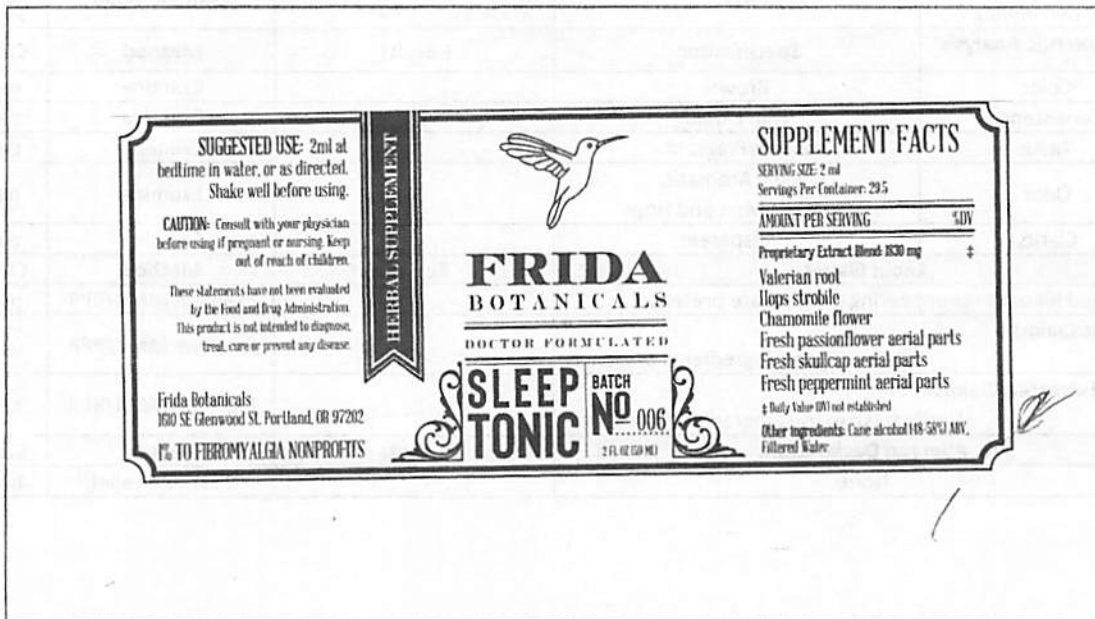 SUGGESTED USE: 2ml at
bedtime in water, or as directed.
Shake well before using.
CAUTION: Consult with your physician
before using if pregnant or nursing. Keep
out of reach of children.
These statements have not been evaluated
by the Food and Drug Administration.
This product is not intended to diagnose,
treat, cure or prevent any disease.
Frida Botanicals
1610 SE Glenwood St. Portland, OR 97202
1% TO FIBROMYALGIA NONPROFITS
HERBAL SUPPLEMENT
FRIDA
BOTANICALS
DOCTOR FORMULATED
SLEEP
TONIC
BATCH
No 006
2 FL OZ (59 ML)
SUPPLEMENT FACTS
SERVING SIZE: 2 ml
Servings Per Container: 29.5
AMOUNT PER SERVING %DV
Proprietary Extract Blend: 1830 mg ‡
Valerian root
Hops strobile
Chamomile flower
Fresh passionflower aerial parts
Fresh skullcap aerial parts
Fresh peppermint aerial parts
‡ Daily Value (DV) not established
Other ingredients: Cane alcohol (48-58%) ABV,
Filtered Water